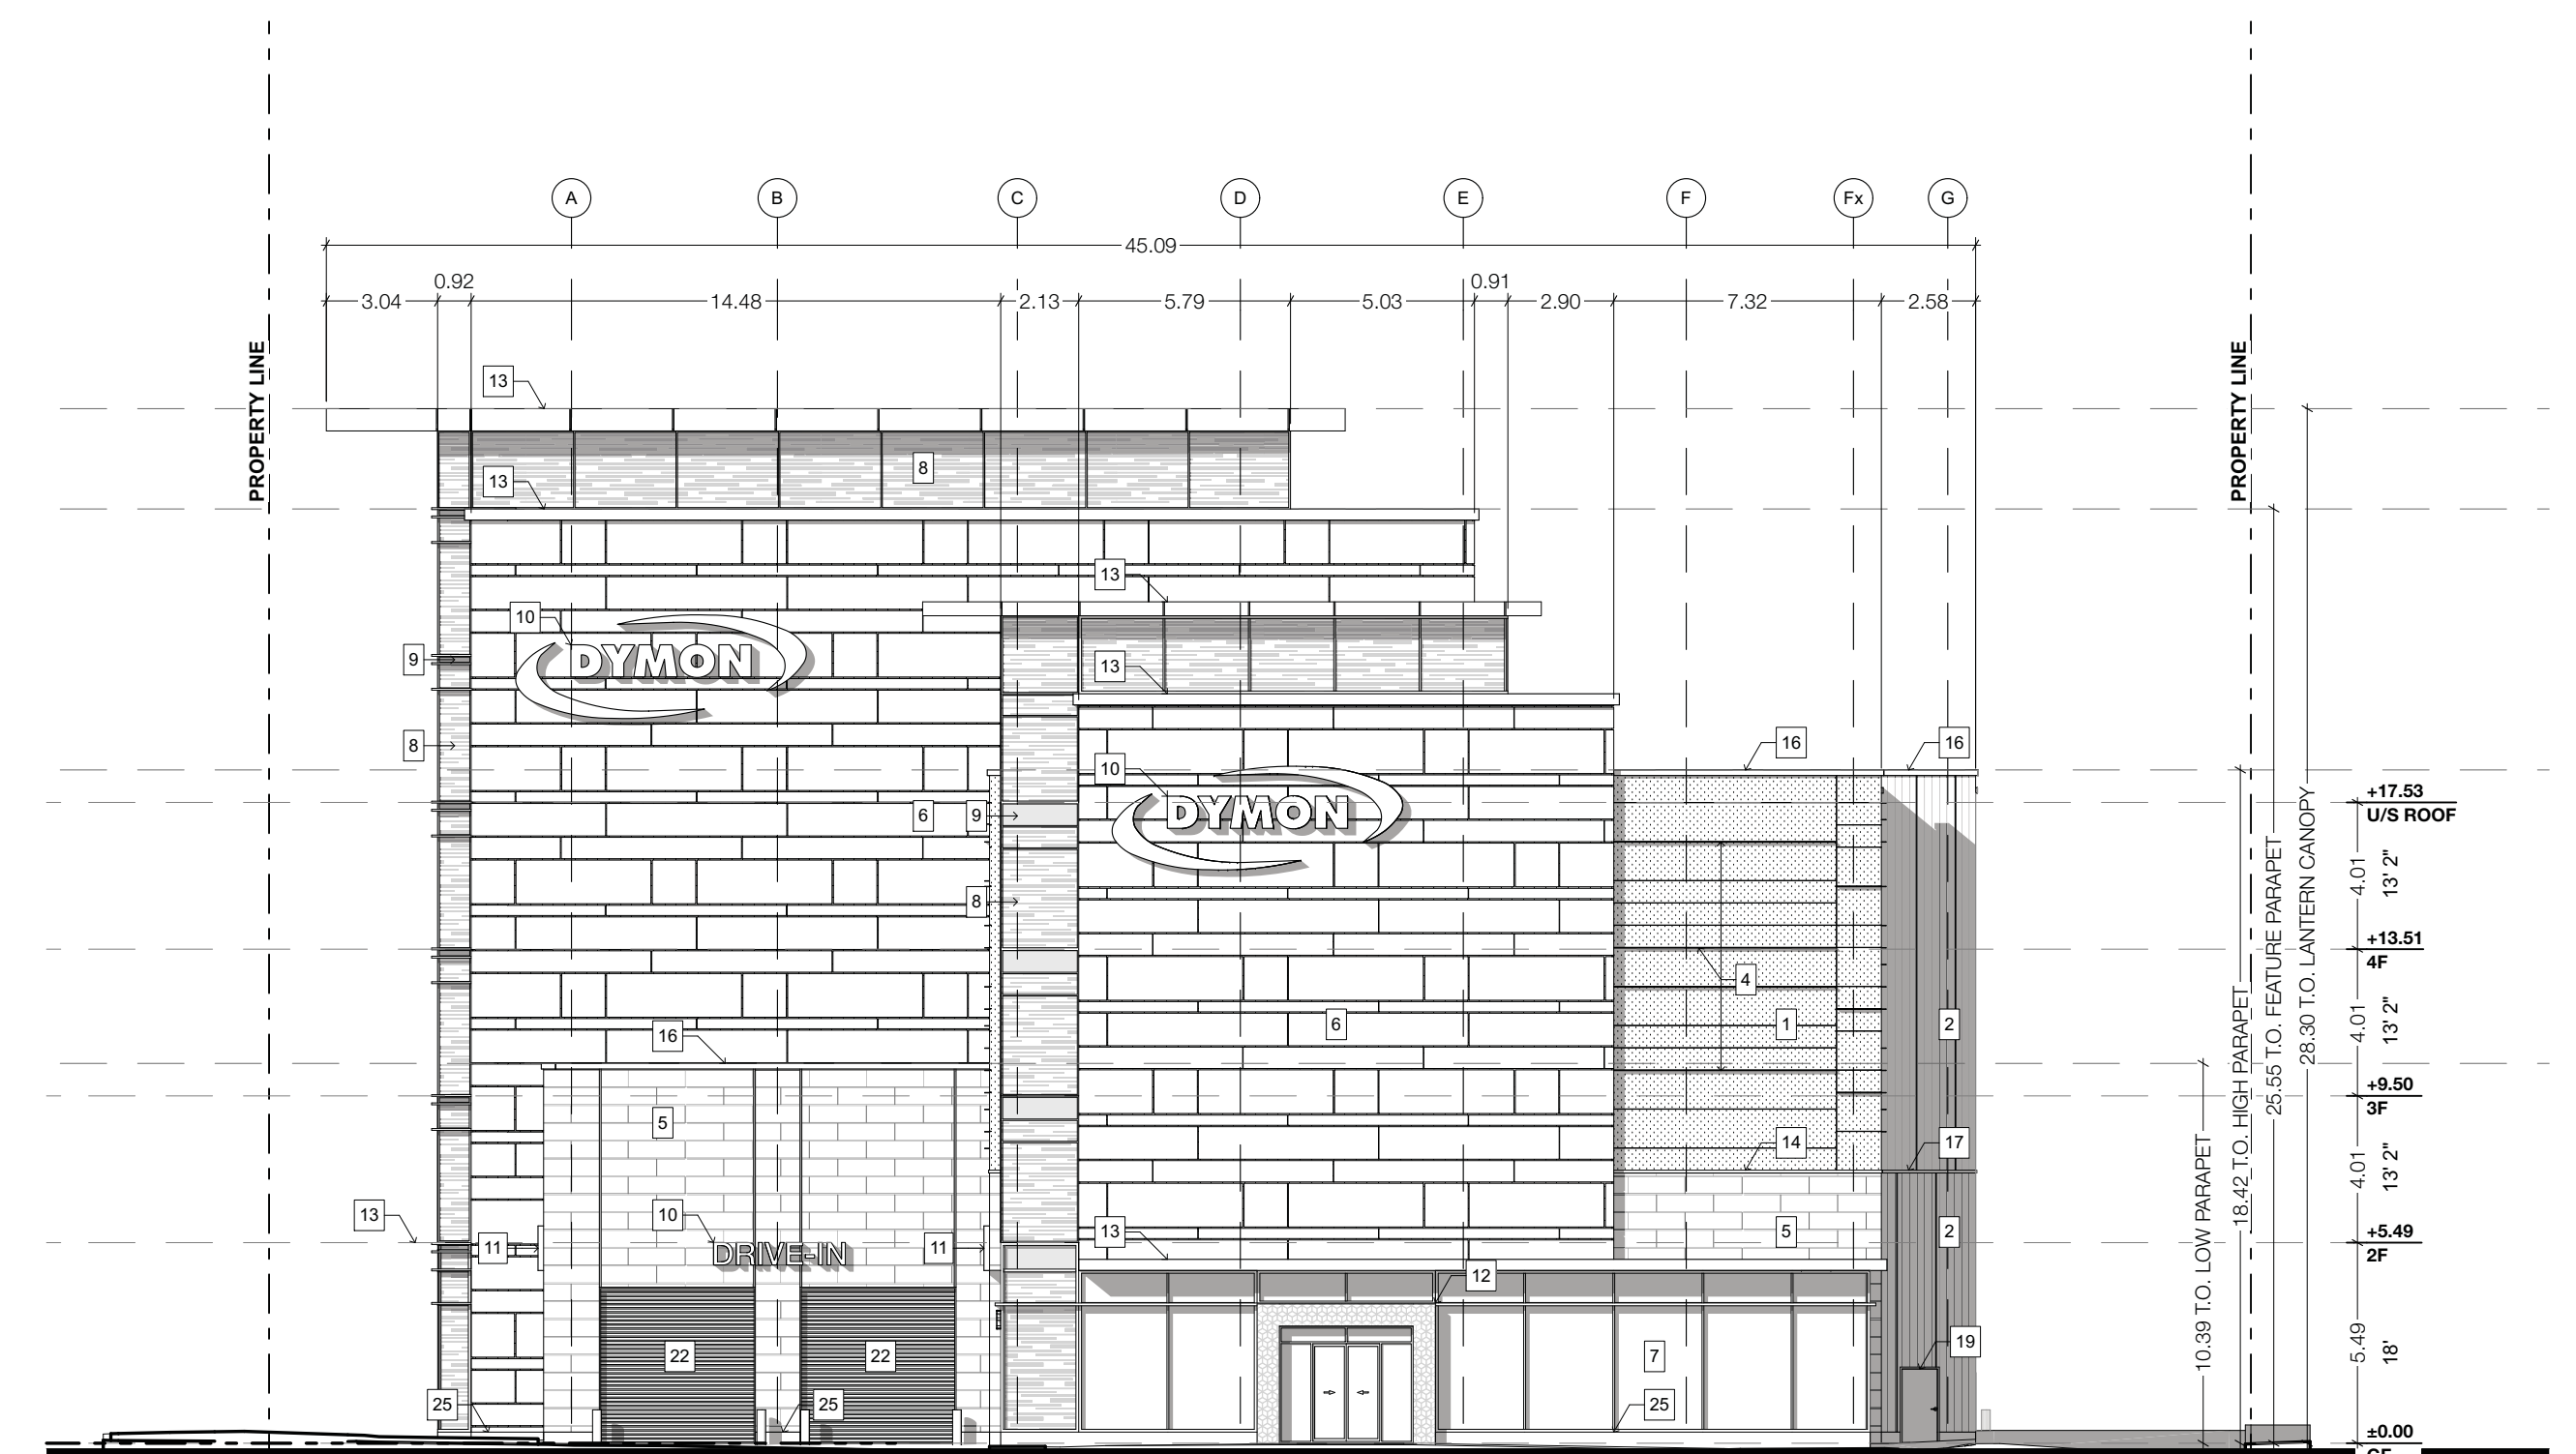 A B C D E F Fx G
45.09
0.92 0.91
3.04 14.48 2.13 5.79 5.03 2.90 7.32 2.58
PROPERTY LINE
PROPERTY LINE
13
8
13
13
10
DYMON
9
13
8
16 16
10
DYMON
6 9
8
4
6 1 2
16
5
14 17
13
10
11 11
DRIVE-IN
13
5 2
12
22 22
7
19
25 25 25
10.39 T.O. LOW PARAPET
18.42 T.O. HIGH PARAPET
25.55 T.O. FEATURE PARAPET
28.30 T.O. LANTERN CANOPY
+17.53
U/S ROOF
4.01 13' 2"
+13.51
4F
4.01 13' 2"
+9.50
3F
4.01 13' 2"
+5.49
2F
5.49 18'
±0.00